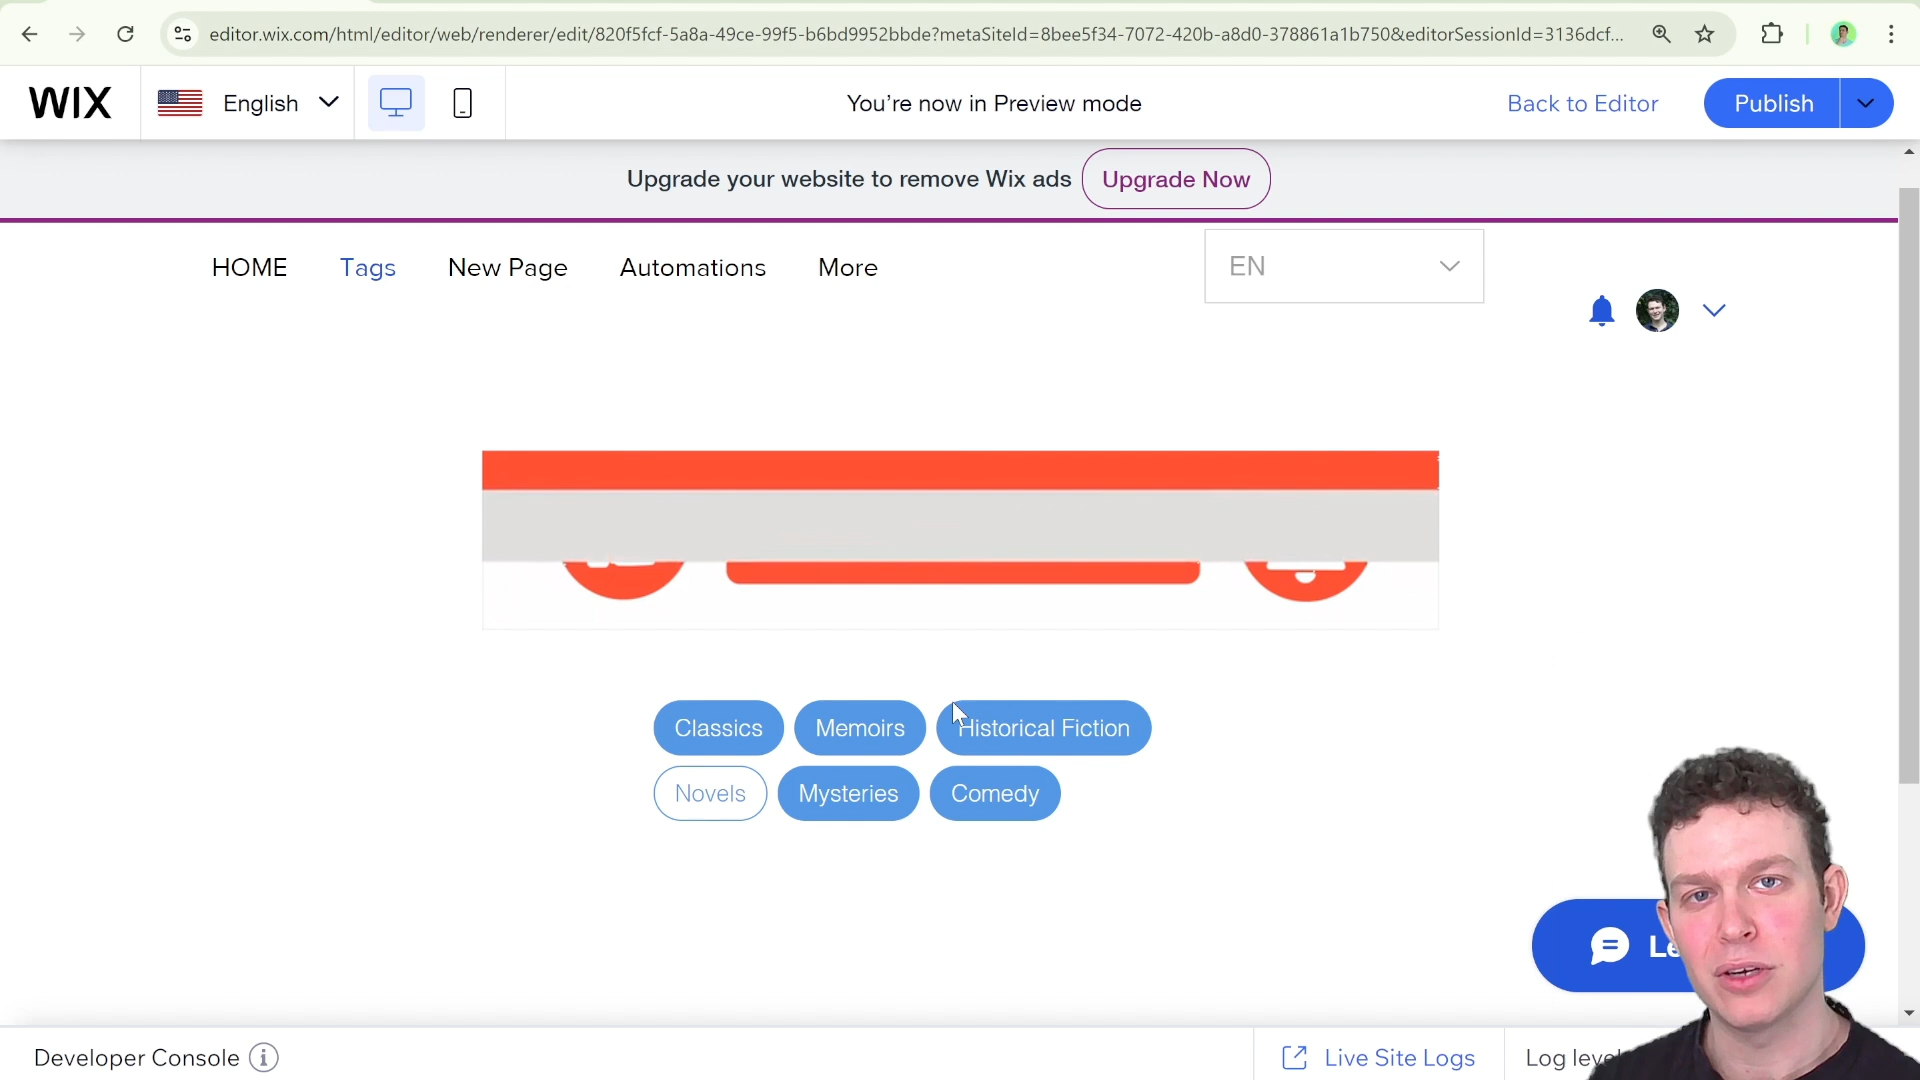 editor.wix.com/html/editor/web/renderer/edit/820f5fcf-5a8a-49ce-99f5-b6bd9952bbde?metaSiteId=8bee5f34-7072-420b-a8d0-378861a1b750&editorSessionId=3136dcf...
WIX English You're now in Preview mode Back to Editor Publish
Upgrade your website to remove Wix ads Upgrade Now
HOME Tags New Page Automations More EN
Classics Memoirs Historical Fiction
Novels Mysteries Comedy
Developer Console Live Site Logs Log